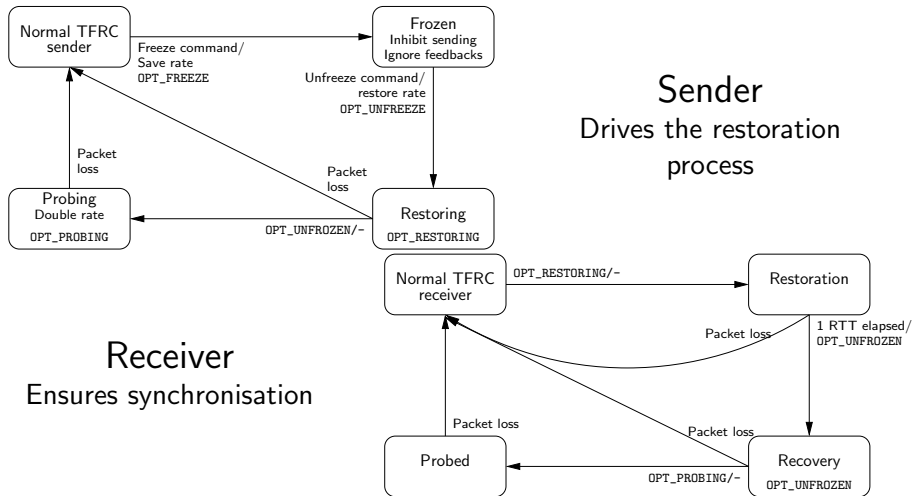 Normal TFRC
sender
Freeze command/
Save rate
OPT_FREEZE
Frozen
Inhibit sending
Ignore feedbacks
Unfreeze command/
restore rate
OPT_UNFREEZE
Sender
Drives the restoration
process
Packet
loss
Packet
loss
Probing
Double rate
OPT_PROBING
OPT_UNFROZEN/-
Restoring
OPT_RESTORING
Normal TFRC
receiver
OPT_RESTORING/-
Restoration
Packet loss
1 RTT elapsed/
OPT_UNFROZEN
Receiver
Ensures synchronisation
Packet loss
Packet loss
Probed
OPT_PROBING/-
Recovery
OPT_UNFROZEN